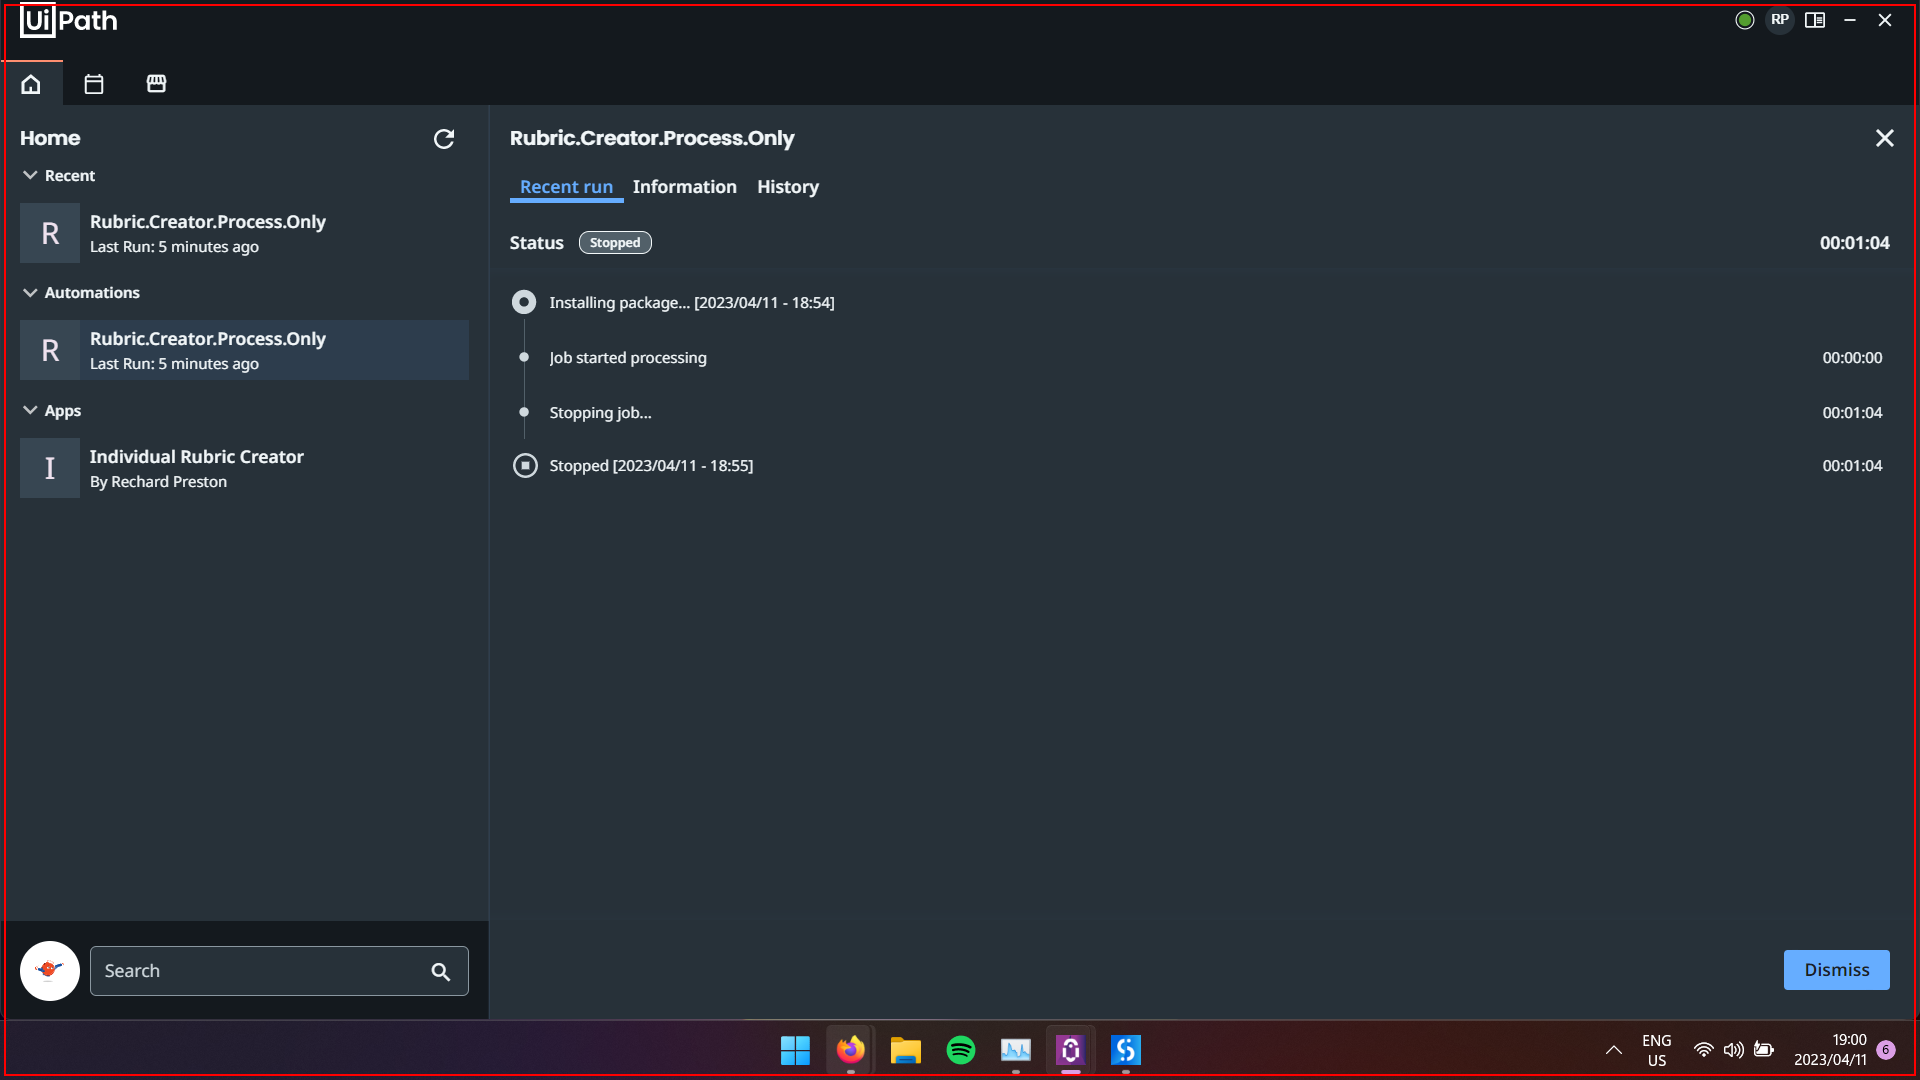 UiPath
RP
Home
Recent
R
Rubric.Creator.Process.Only
Last Run: 5 minutes ago
Automations
R
Rubric.Creator.Process.Only
Last Run: 5 minutes ago
Apps
I
Individual Rubric Creator
By Rechard Preston
Search
Rubric.Creator.Process.Only
Recent run Information History
Status Stopped 00:01:04
Installing package... [2023/04/11 - 18:54]
Job started processing 00:00:00
Stopping job... 00:01:04
Stopped [2023/04/11 - 18:55] 00:01:04
Dismiss
ENG
US
19:00
2023/04/11
6